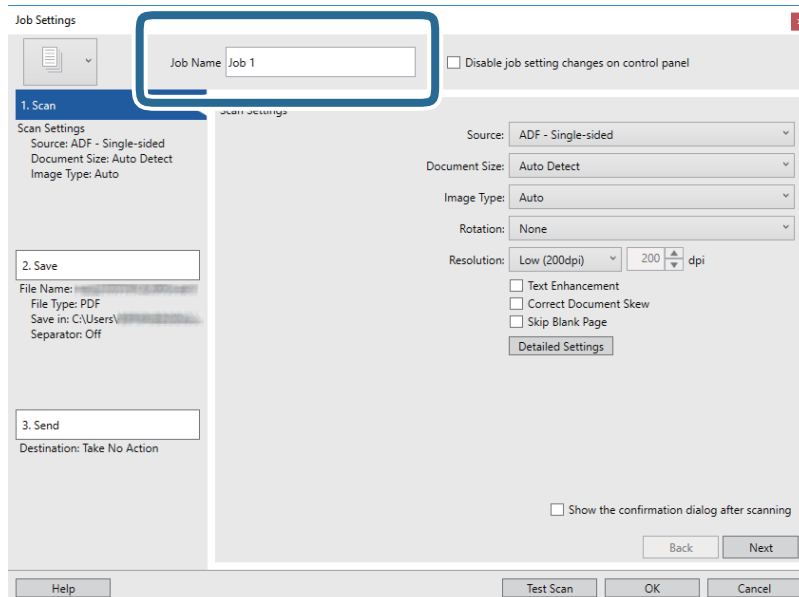 Job Settings
Job Name Job 1
Disable job setting changes on control panel
1. Scan
Scan Settings
Source: ADF - Single-sided
Document Size: Auto Detect
Image Type: Auto
2. Save
File Name:
File Type: PDF
Save in: C:\Users\
Separator: Off
3. Send
Destination: Take No Action
Scan Settings
Source: ADF - Single-sided
Document Size: Auto Detect
Image Type: Auto
Rotation: None
Resolution: Low (200dpi) 200 dpi
Text Enhancement
Correct Document Skew
Skip Blank Page
Detailed Settings
Show the confirmation dialog after scanning
Back Next
Help Test Scan OK Cancel